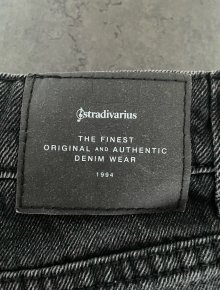 stradivarius
THE FINEST
ORIGINAL AND AUTHENTIC
DENIM WEAR
1994